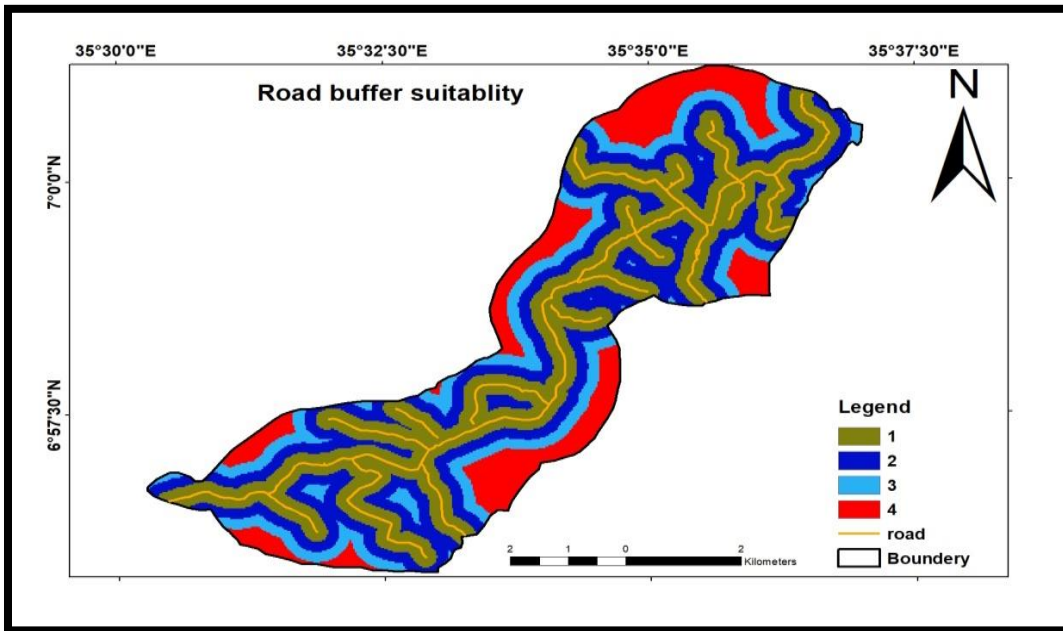 35°30'0"E 35°32'30"E 35°35'0"E 35°37'30"E
Road buffer suitablity
N
7°0'0"N
6°57'30"N
Legend
1
2
3
4
road
Boundery
2 1 0 2
Kilometers